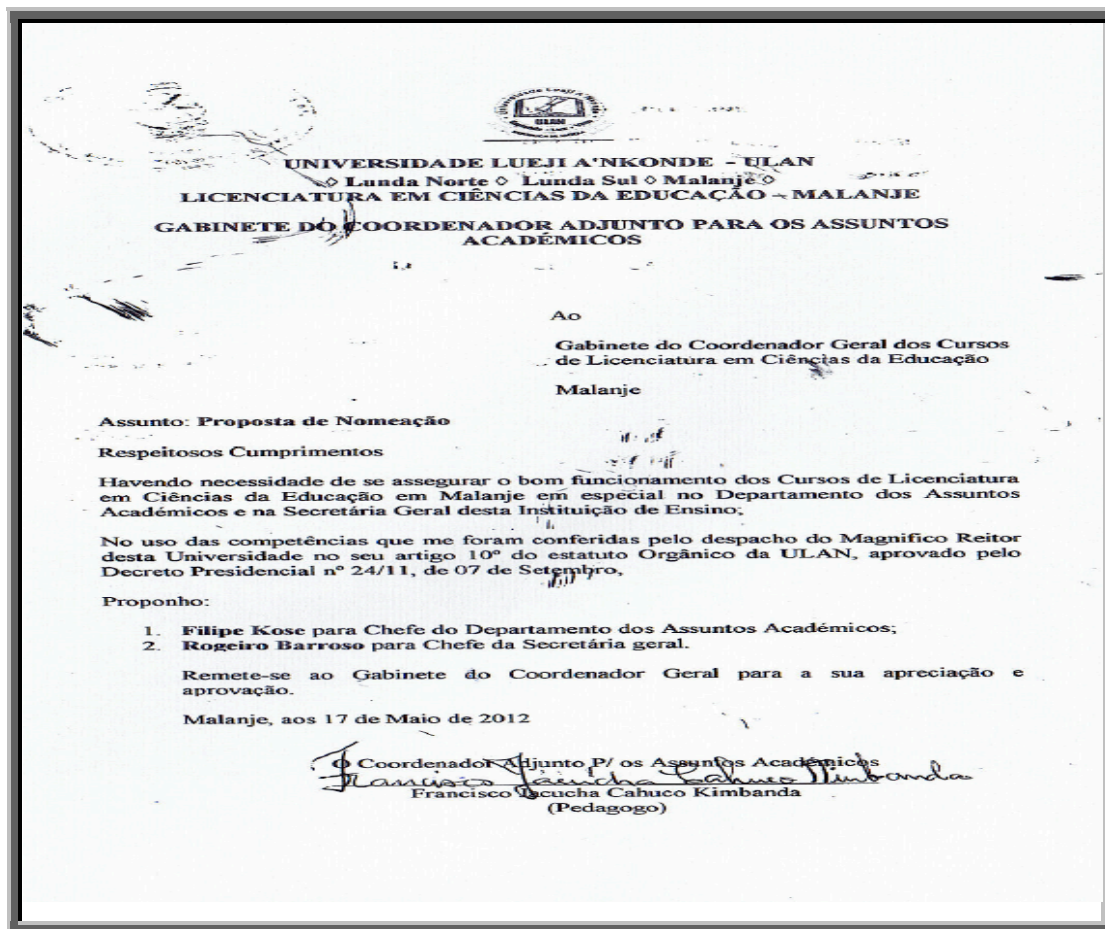 ULAN
UNIVERSIDADE LUEJI A'NKONDE - ULAN
◊ Lunda Norte ◊ Lunda Sul ◊ Malanje ◊
LICENCIATURA EM CIÊNCIAS DA EDUCAÇÃO - MALANJE
GABINETE DO COORDENADOR ADJUNTO PARA OS ASSUNTOS
ACADÉMICOS
Ao
Gabinete do Coordenador Geral dos Cursos
de Licenciatura em Ciências da Educação
Malanje
Assunto: Proposta de Nomeação
Respeitosos Cumprimentos
Havendo necessidade de se assegurar o bom funcionamento dos Cursos de Licenciatura
em Ciências da Educação em Malanje em especial no Departamento dos Assuntos
Académicos e na Secretária Geral desta Instituição de Ensino;
No uso das competências que me foram conferidas pelo despacho do Magnifico Reitor
desta Universidade no seu artigo 10º do estatuto Orgânico da ULAN, aprovado pelo
Decreto Presidencial nº 24/11, de 07 de Setembro,
Proponho:
1. Filipe Kose para Chefe do Departamento dos Assuntos Académicos;
2. Rogeiro Barroso para Chefe da Secretária geral.
Remete-se ao Gabinete do Coordenador Geral para a sua apreciação e
aprovação.
Malanje, aos 17 de Maio de 2012
O Coordenador Adjunto P/ os Assuntos Académicos
Francisco Jacucha Cahuco Kimbanda
Francisco Iacucha Cahuco Kimbanda
(Pedagogo)